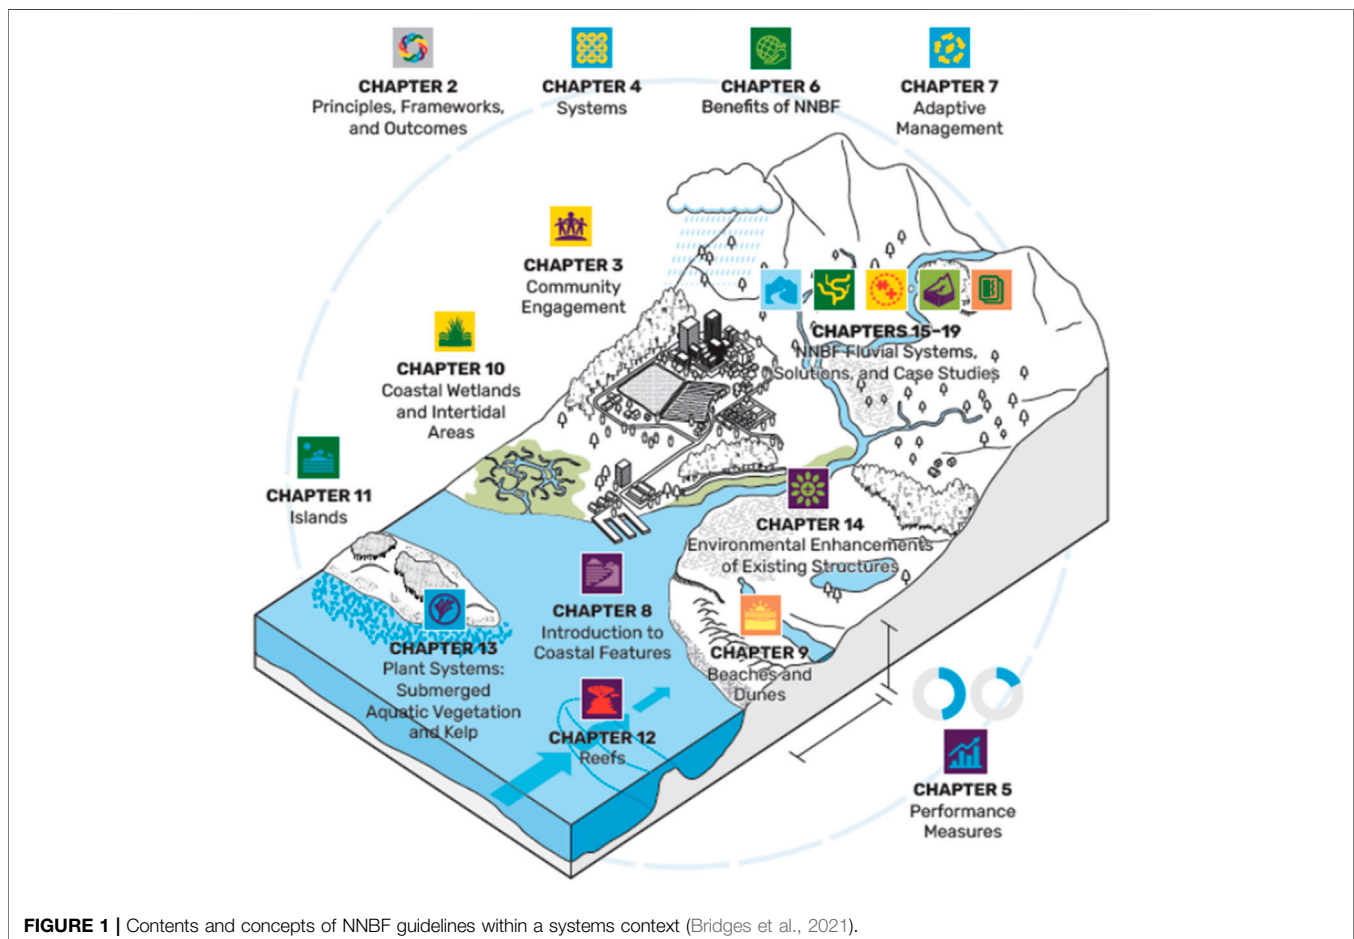 CHAPTER 2
Principles, Frameworks,
and Outcomes
CHAPTER 4
Systems
CHAPTER 6
Benefits of NNBF
CHAPTER 7
Adaptive
Management
CHAPTER 3
Community
Engagement
CHAPTERS 15–19
NNBF Fluvial Systems,
Solutions, and Case Studies
CHAPTER 10
Coastal Wetlands
and Intertidal
Areas
CHAPTER 11
Islands
CHAPTER 14
Environmental Enhancements
of Existing Structures
CHAPTER 8
Introduction to
Coastal Features
CHAPTER 9
Beaches and
Dunes
CHAPTER 13
Plant Systems:
Submerged
Aquatic Vegetation
and Kelp
CHAPTER 12
Reefs
CHAPTER 5
Performance
Measures
FIGURE 1 | Contents and concepts of NNBF guidelines within a systems context (Bridges et al., 2021).